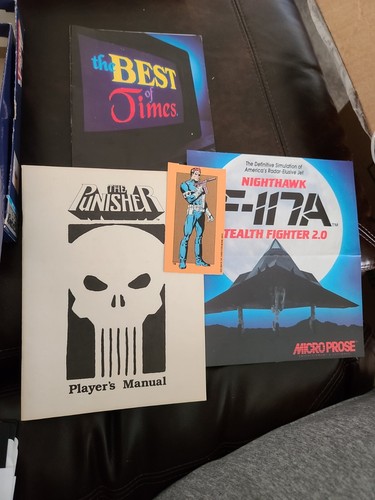 the BEST
of
Times.
THE
PUNISHER
Player's Manual
The Definitive Simulation of
America's Radar-Elusive Jet!
NIGHTHAWK
F-117A™
STEALTH FIGHTER 2.0
MICROPROSE